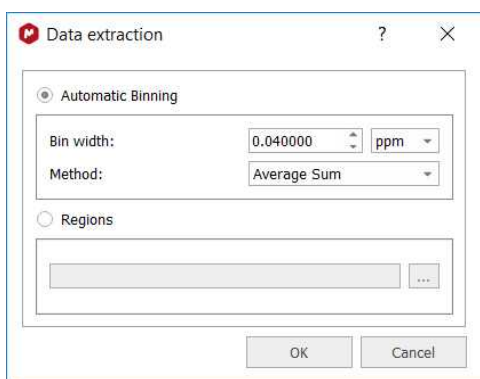 Data extraction ?
Automatic Binning
Bin width: 0.040000 ppm
Method: Average Sum
Regions
...
OK Cancel